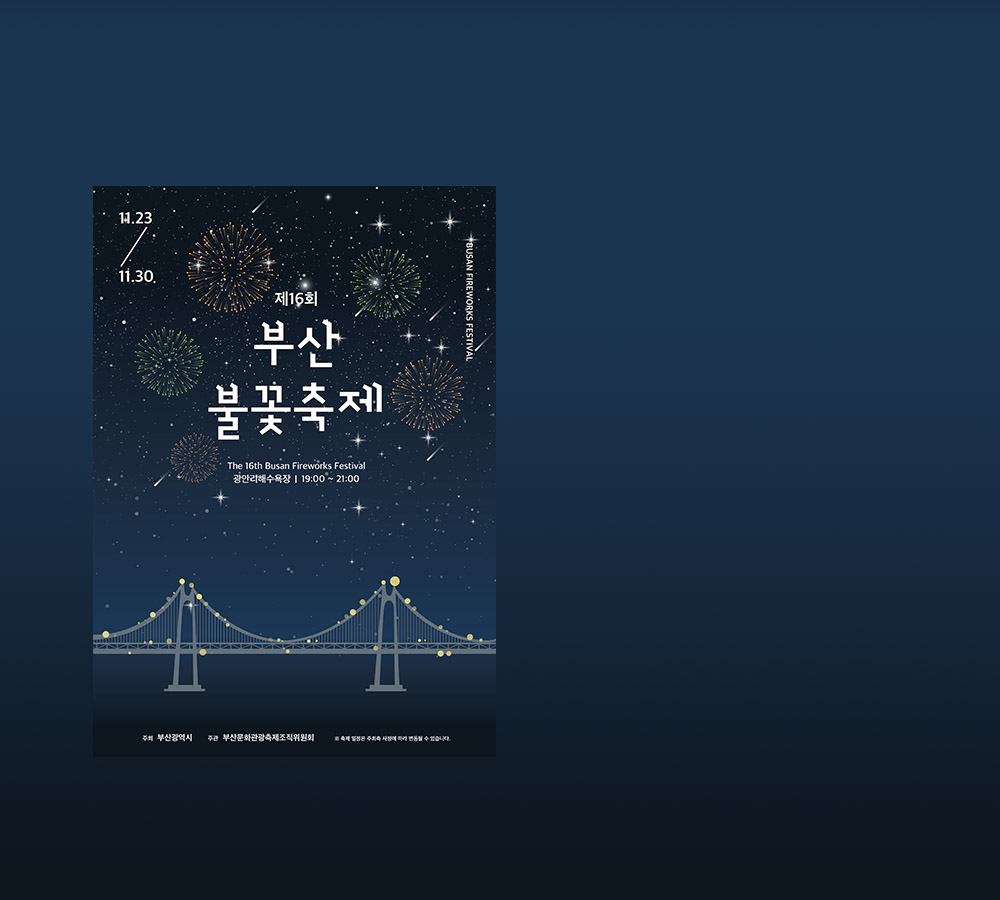 11.23
11.30
BUSAN FIREWORKS FESTIVAL
제16회
부산
불꽃축제
The 16th Busan Fireworks Festival
광안리해수욕장 | 19:00 ~ 21:00
주최 부산광역시 주관 부산문화관광축제조직위원회 ※ 축제 일정은 주최측 사정에 따라 변동될 수 있습니다.